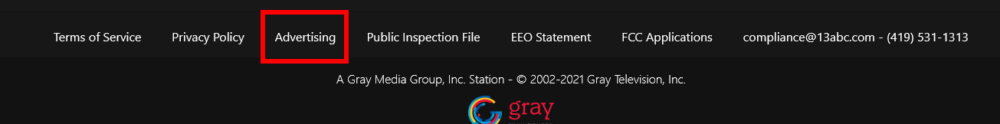 Terms of Service Privacy Policy Advertising Public Inspection File EEO Statement FCC Applications compliance@13abc.com - (419) 531-1313
A Gray Media Group, Inc. Station - © 2002-2021 Gray Television, Inc.
gray